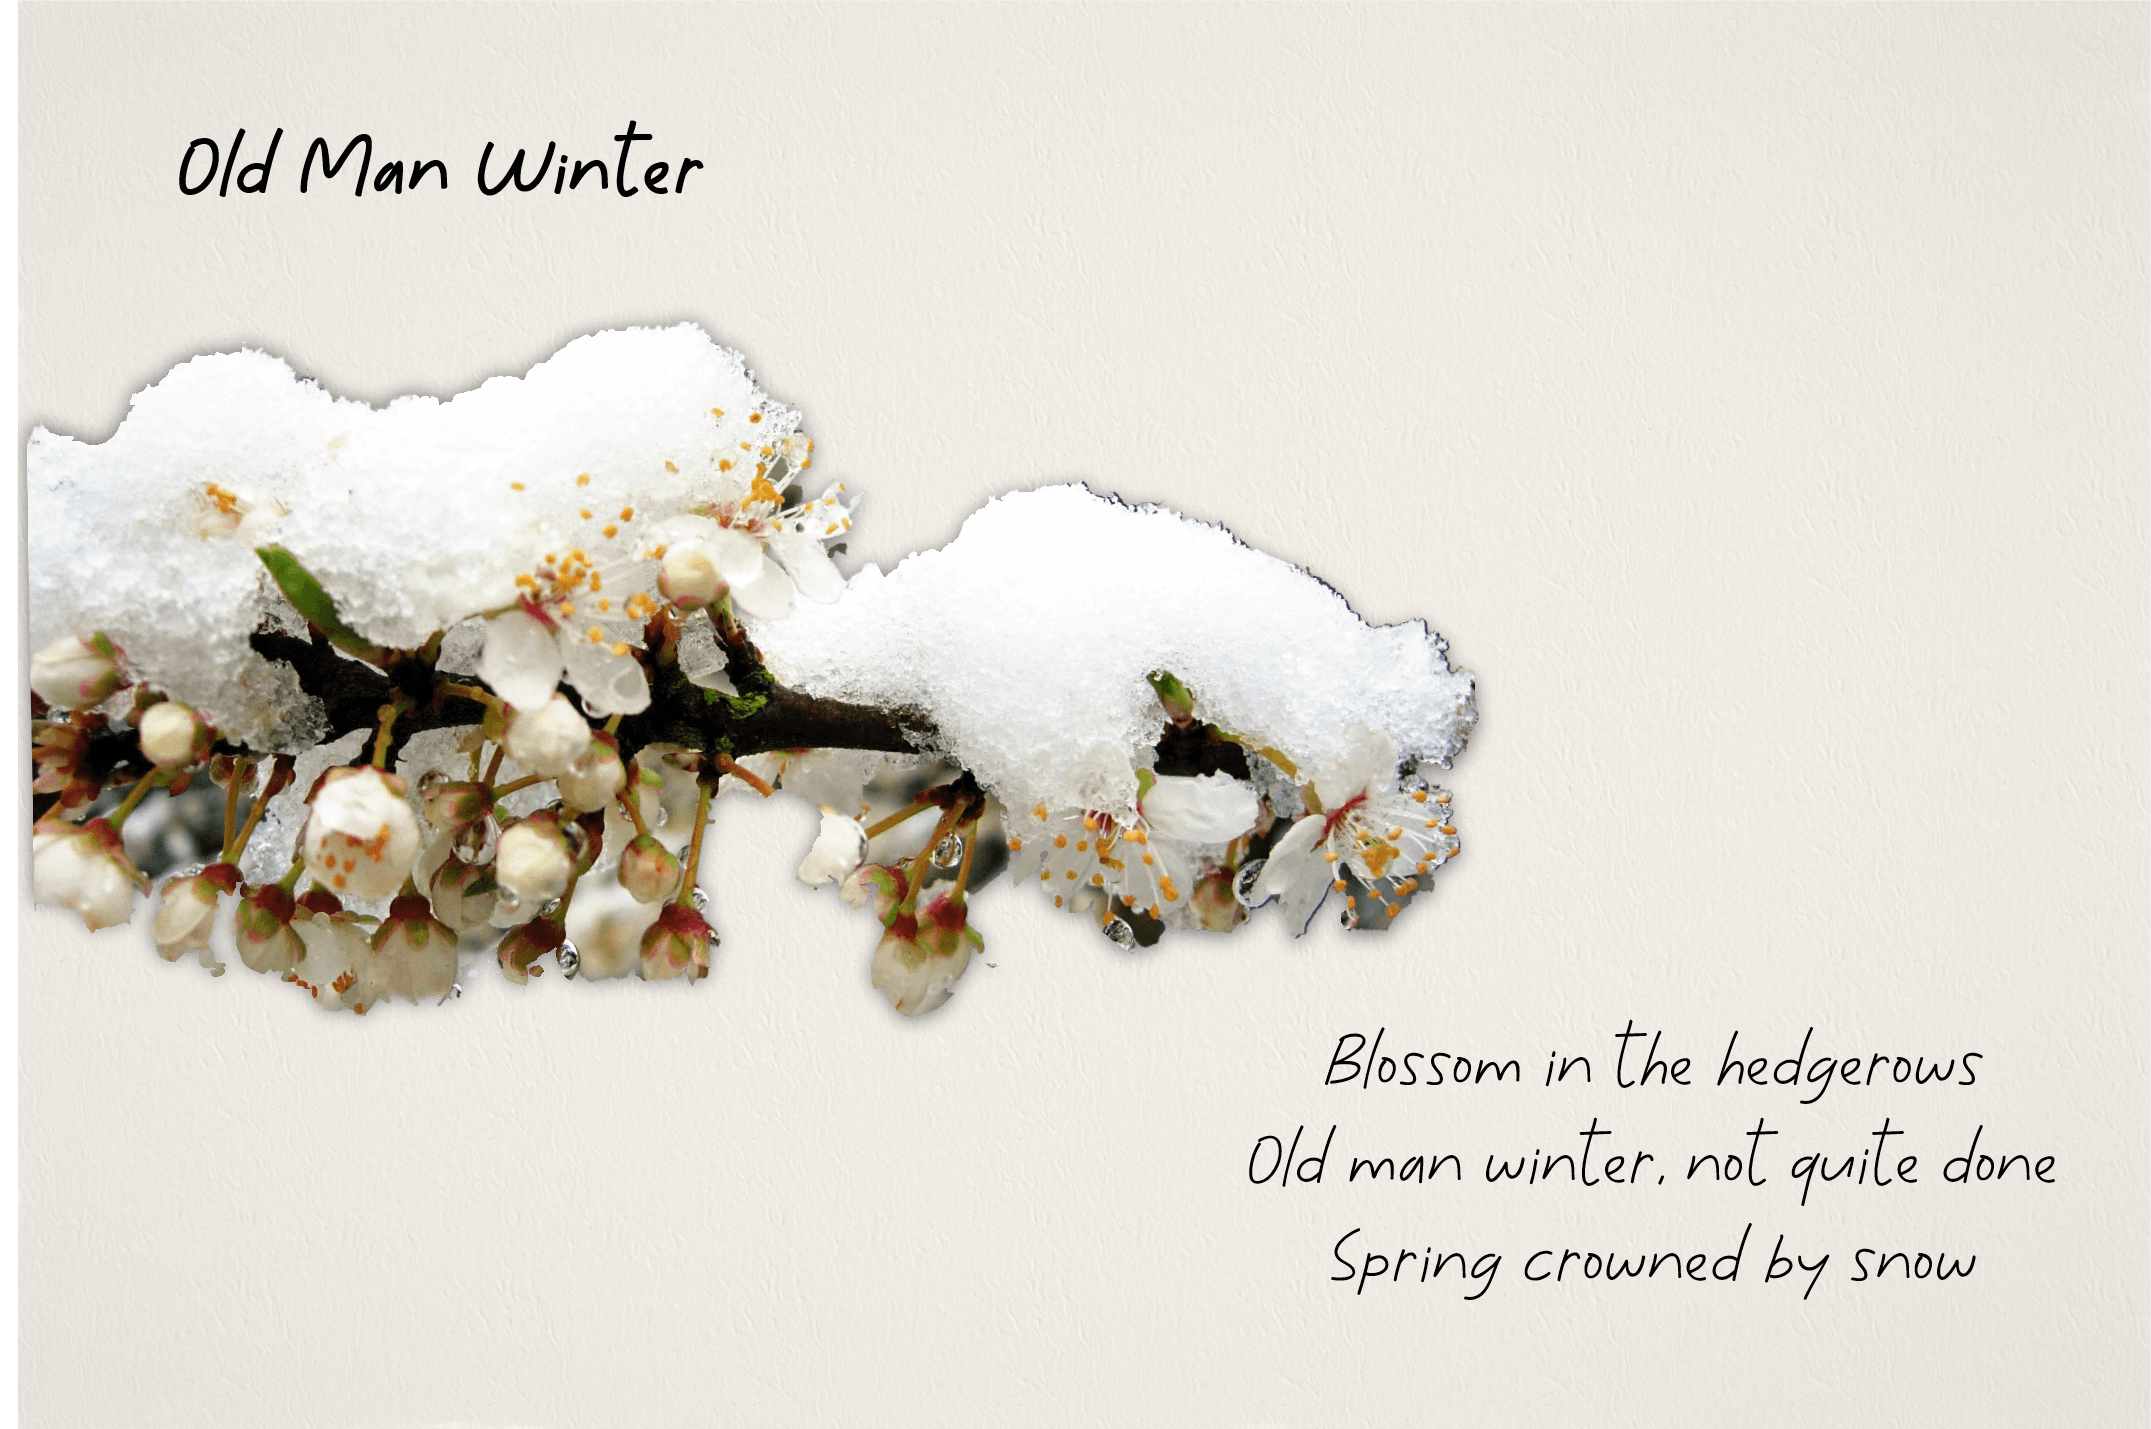 Old Man Winter
Blossom in the hedgerows
Old man winter, not quite done
Spring crowned by snow